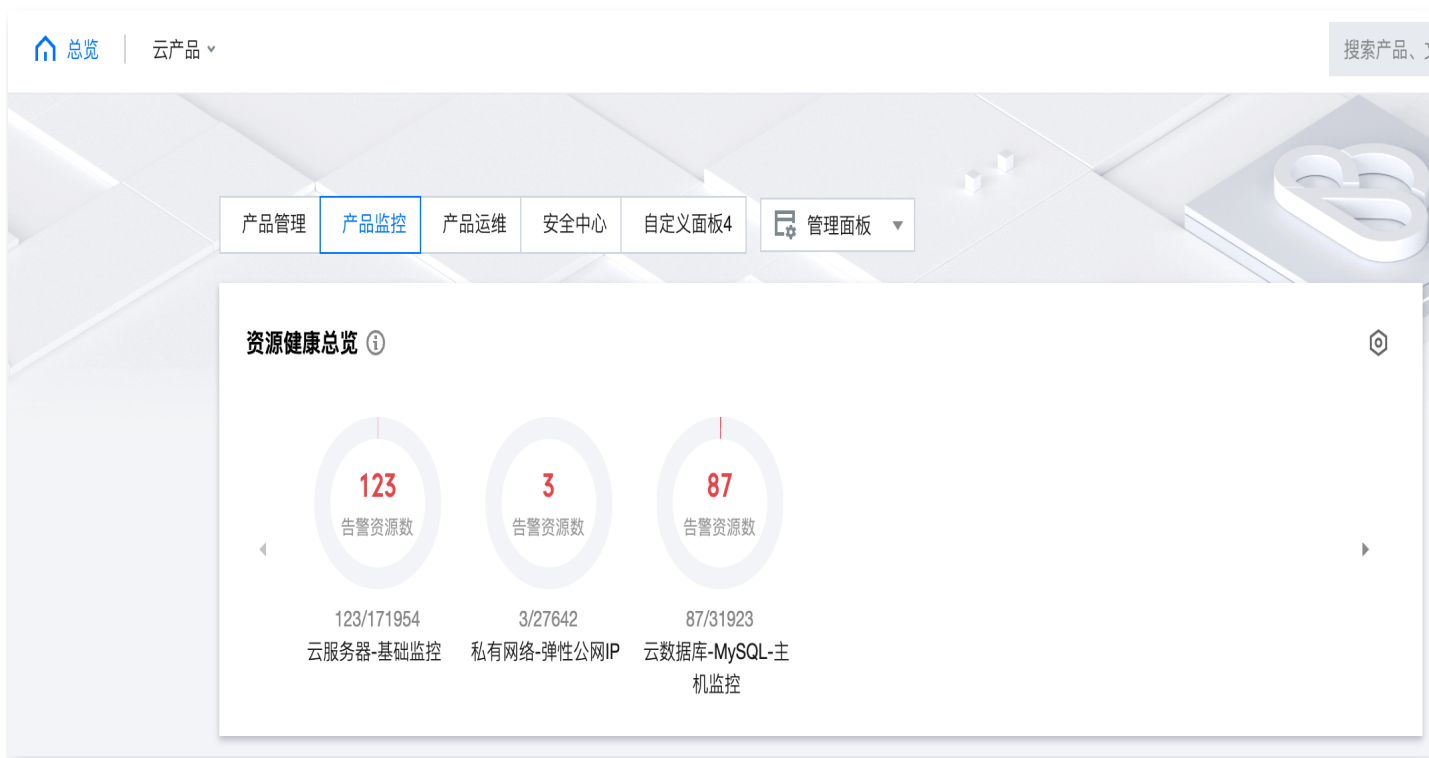 总览
云产品
搜索产品、
产品管理
产品监控
产品运维
安全中心
自定义面板4
管理面板
资源健康总览
123
告警资源数
123/171954
云服务器-基础监控
3
告警资源数
3/27642
私有网络-弹性公网IP
87
告警资源数
87/31923
云数据库-MySQL-主
机监控